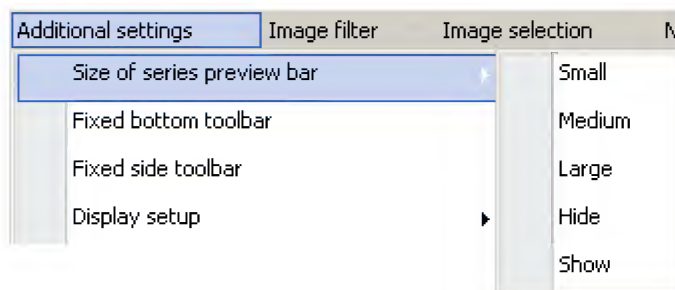 Additional settings Image filter Image selection
Size of series preview bar
Fixed bottom toolbar
Fixed side toolbar
Display setup
Small
Medium
Large
Hide
Show